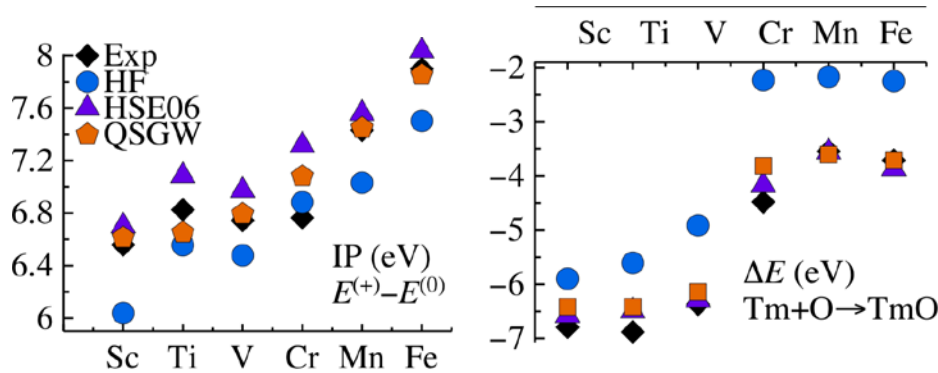 8
7.6
7.2
6.8
6.4
6
Exp
HF
HSE06
QSGW
IP (eV)
E(+)−E(0)
Sc Ti V Cr Mn Fe
Sc Ti V Cr Mn Fe
−2
−3
−4
−5
−6
−7
ΔE (eV)
Tm+O→TmO